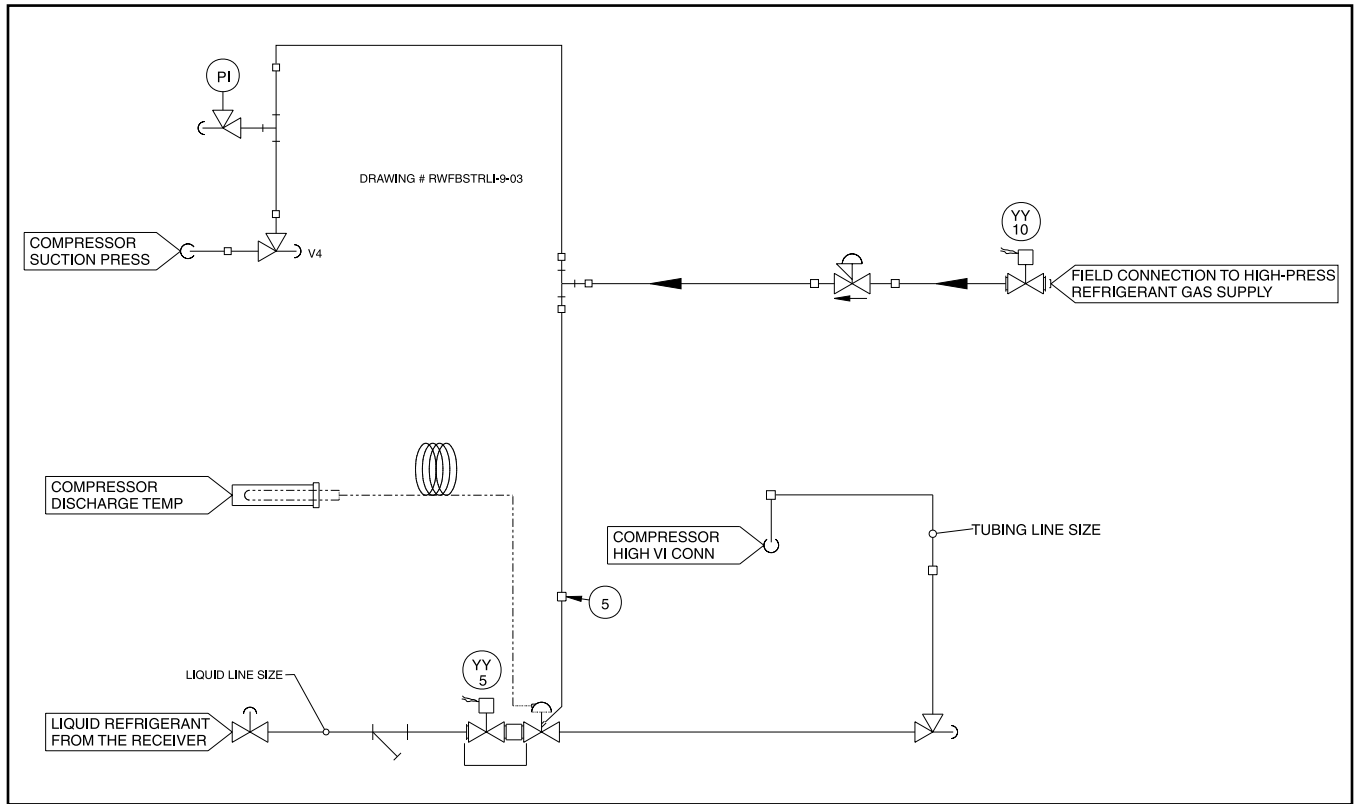 PI
DRAWING # RWFBSTRLI-9-03
COMPRESSOR
SUCTION PRESS
V4
YY
10
FIELD CONNECTION TO HIGH-PRESS
REFRIGERANT GAS SUPPLY
COMPRESSOR
DISCHARGE TEMP
COMPRESSOR
HIGH VI CONN
TUBING LINE SIZE
5
YY
5
LIQUID LINE SIZE
LIQUID REFRIGERANT
FROM THE RECEIVER